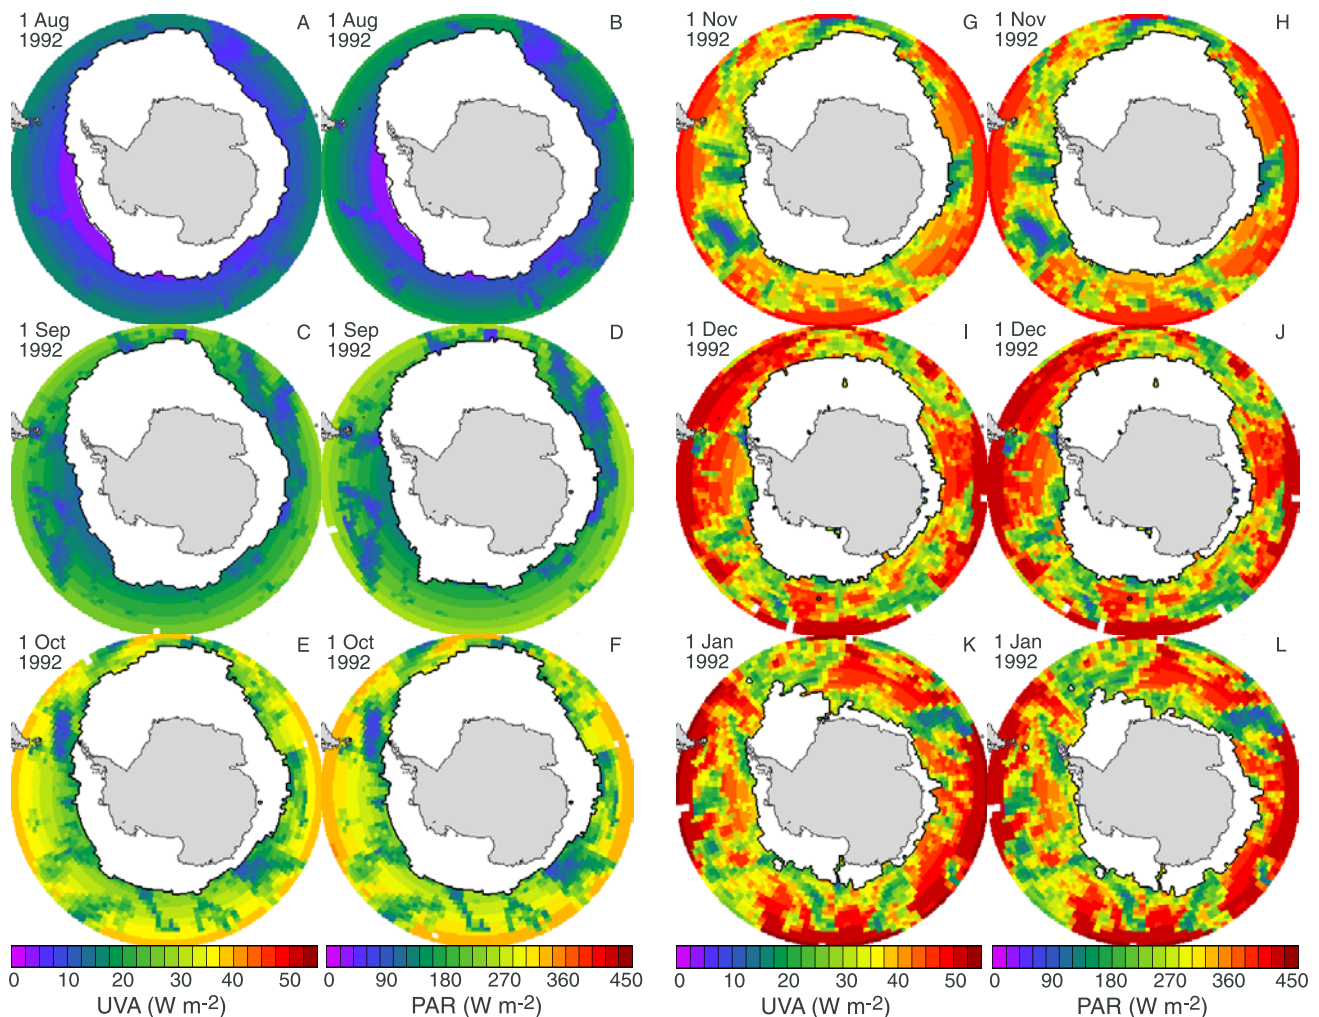 1 Aug
1992
A
1 Aug
1992
B
1 Nov
1992
G
1 Nov
1992
H
1 Sep
1992
C
1 Sep
1992
D
1 Dec
1992
I
1 Dec
1992
J
1 Oct
1992
E
1 Oct
1992
F
1 Jan
1992
K
1 Jan
1992
L
0 10 20 30 40 50
UVA (W m-2)
0 90 180 270 360 450
PAR (W m-2)
0 10 20 30 40 50
UVA (W m-2)
0 90 180 270 360 450
PAR (W m-2)